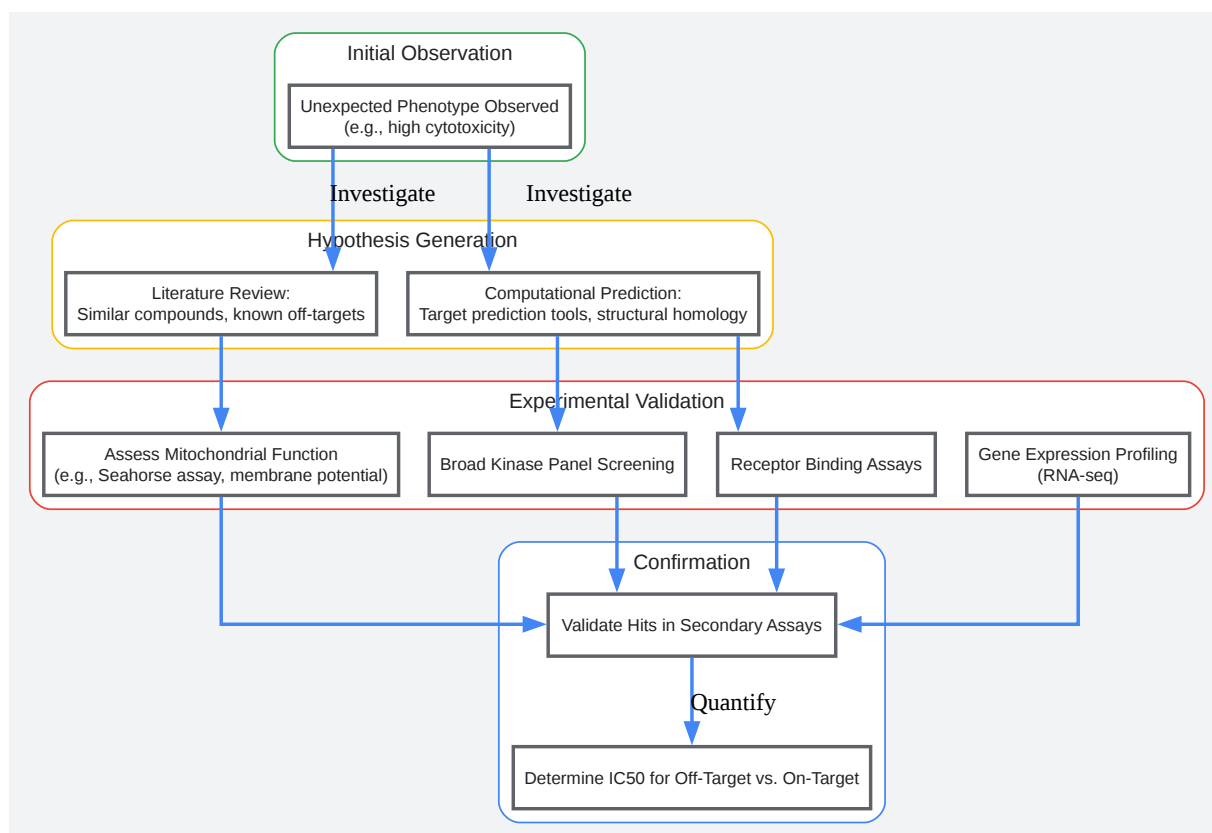 Initial Observation
Unexpected Phenotype Observed
(e.g., high cytotoxicity)
Investigate
Investigate
Hypothesis Generation
Literature Review:
Similar compounds, known off-targets
Computational Prediction:
Target prediction tools, structural homology
Experimental Validation
Assess Mitochondrial Function
(e.g., Seahorse assay, membrane potential)
Broad Kinase Panel Screening
Receptor Binding Assays
Gene Expression Profiling
(RNA-seq)
Confirmation
Validate Hits in Secondary Assays
Quantify
Determine IC50 for Off-Target vs. On-Target